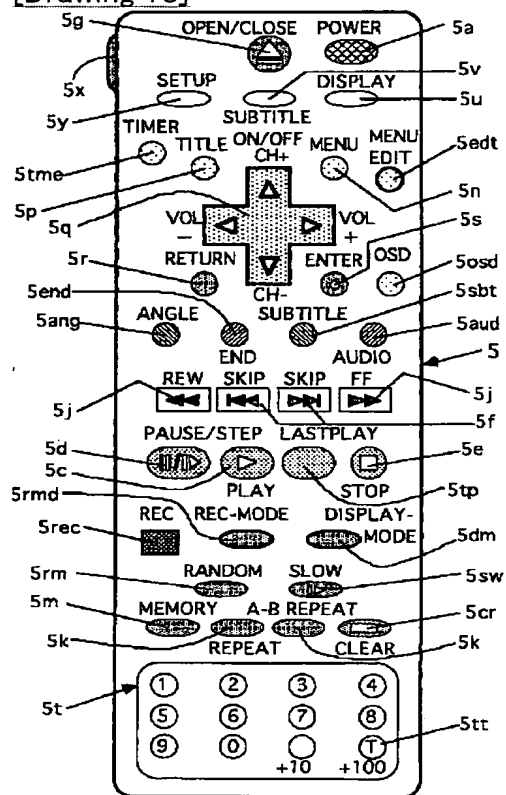 [Drawing 16]
OPEN/CLOSE POWER
5g 5a
5x SETUP 5v DISPLAY
5y SUBTITLE 5u
TIMER ON/OFF MENU
TITLE CH+ MENU EDIT 5edt
5tme
5p 5n
5q VOL - VOL + 5s
5r RETURN ENTER OSD 5osd
5end CH- 5sbt
5ang ANGLE SUBTITLE 5aud
END AUDIO 5
REW SKIP SKIP FF
5j 5f 5j
PAUSE/STEP LASTPLAY
5d 5e
5c PLAY STOP
5rmd 5tp
5rec REC REC-MODE DISPLAY-MODE 5dm
5rm RANDOM SLOW 5sw
5m MEMORY A-B REPEAT 5cr
5k REPEAT CLEAR 5k
1 2 3 4
5t 5 6 7 8
9 0 T 5tt
+10 +100